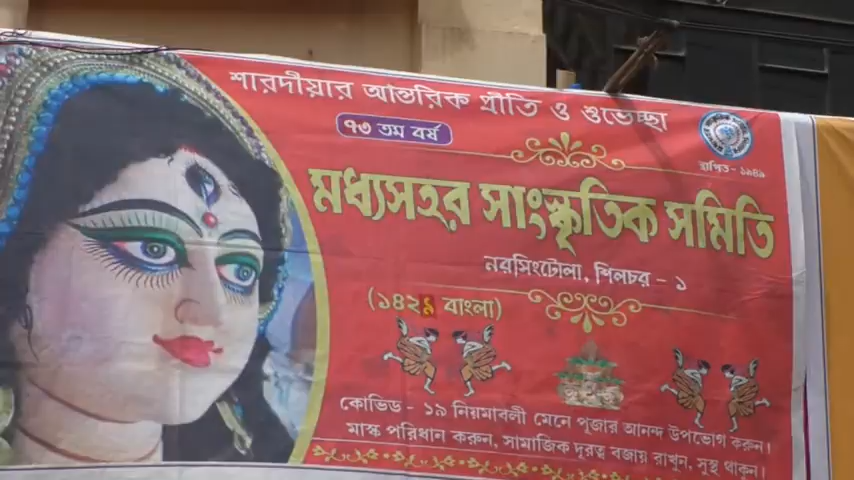 শারদীয়ার আন্তরিক প্রীতি ও শুভেচ্ছা
৭৩ তম বর্ষ
স্থাপিত - ১৯৪৯
মধ্যসহর সাংস্কৃতিক সমিতি
নরসিংটোলা, শিলচর - ১
(১৪২৯ বাংলা)
কোভিড - ১৯ নিয়মাবলী মেনে পূজার আনন্দ উপভোগ করুন।
মাস্ক পরিধান করুন, সামাজিক দূরত্ব বজায় রাখুন, সুস্থ থাকুন।